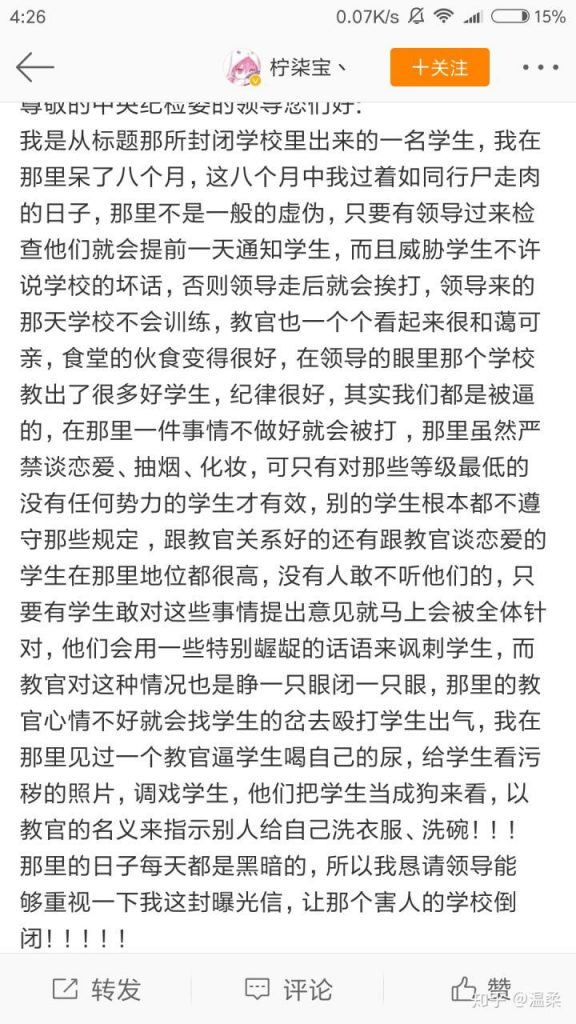 4:26
0.07K/s
15%
柠柒宝丶
十关注
尊敬的中央纪检委的领导您们好:
我是从标题那所封闭学校里出来的一名学生, 我在
那里呆了八个月, 这八个月中我过着如同行尸走肉
的日子, 那里不是一般的虚伪, 只要有领导过来检
查他们就会提前一天通知学生, 而且威胁学生不许
说学校的坏话, 否则领导走后就会挨打, 领导来的
那天学校不会训练, 教官也一个个看起来很和蔼可
亲, 食堂的伙食变得很好, 在领导的眼里那个学校
教出了很多好学生, 纪律很好, 其实我们都是被逼
的, 在那里一件事情不做好就会被打 , 那里虽然严
禁谈恋爱、抽烟、化妆, 可只有对那些等级最低的
没有任何势力的学生才有效, 别的学生根本都不遵
守那些规定 , 跟教官关系好的还有跟教官谈恋爱的
学生在那里地位都很高, 没有人敢不听他们的, 只
要有学生敢对这些事情提出意见就马上会被全体针
对, 他们会用一些特别龌龊的话语来讽刺学生, 而
教官对这种情况也是睁一只眼闭一只眼, 那里的教
官心情不好就会找学生的岔去殴打学生出气, 我在
那里见过一个教官逼学生喝自己的尿, 给学生看污
秽的照片, 调戏学生, 他们把学生当成狗来看, 以
教官的名义来指示别人给自己洗衣服、洗碗! ! !
那里的日子每天都是黑暗的, 所以我恳请领导能
够重视一下我这封曝光信, 让那个害人的学校倒
闭! ! ! ! !
转发
评论
赞
知乎 @温柔